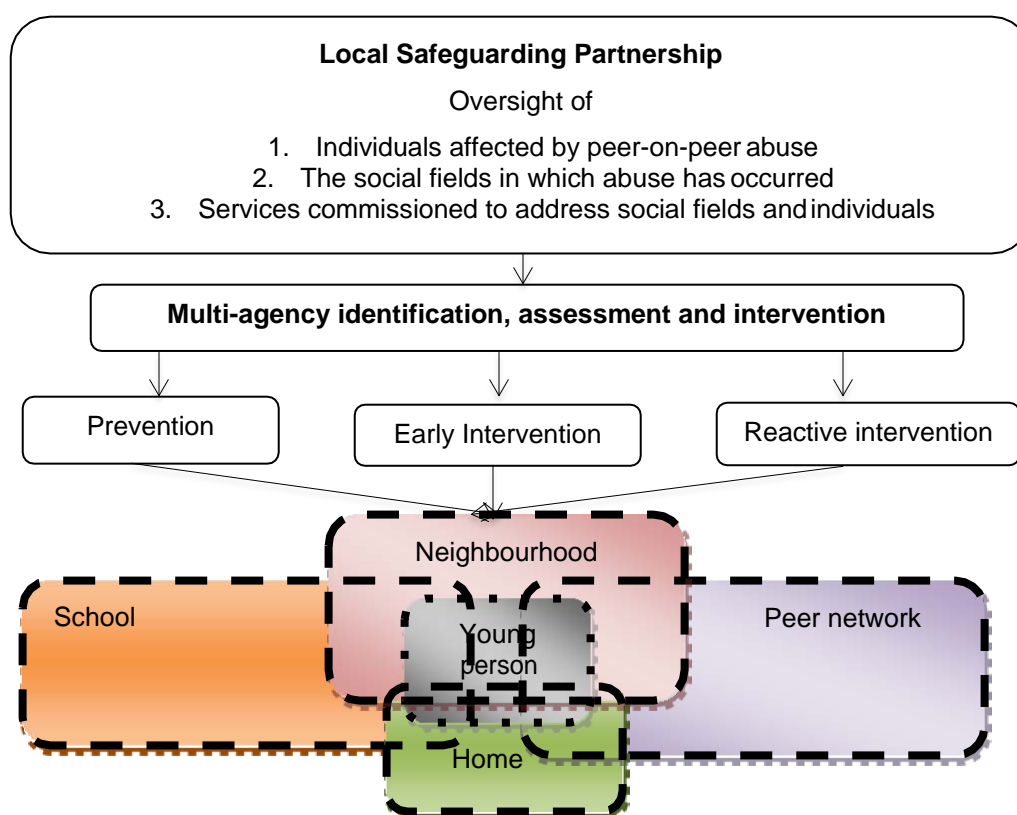 Local Safeguarding Partnership
Oversight of
1. Individuals affected by peer-on-peer abuse
2. The social fields in which abuse has occurred
3. Services commissioned to address social fields and individuals
Multi-agency identification, assessment and intervention
Prevention
Early Intervention
Reactive intervention
Neighbourhood
School
Young
person
Peer network
Home